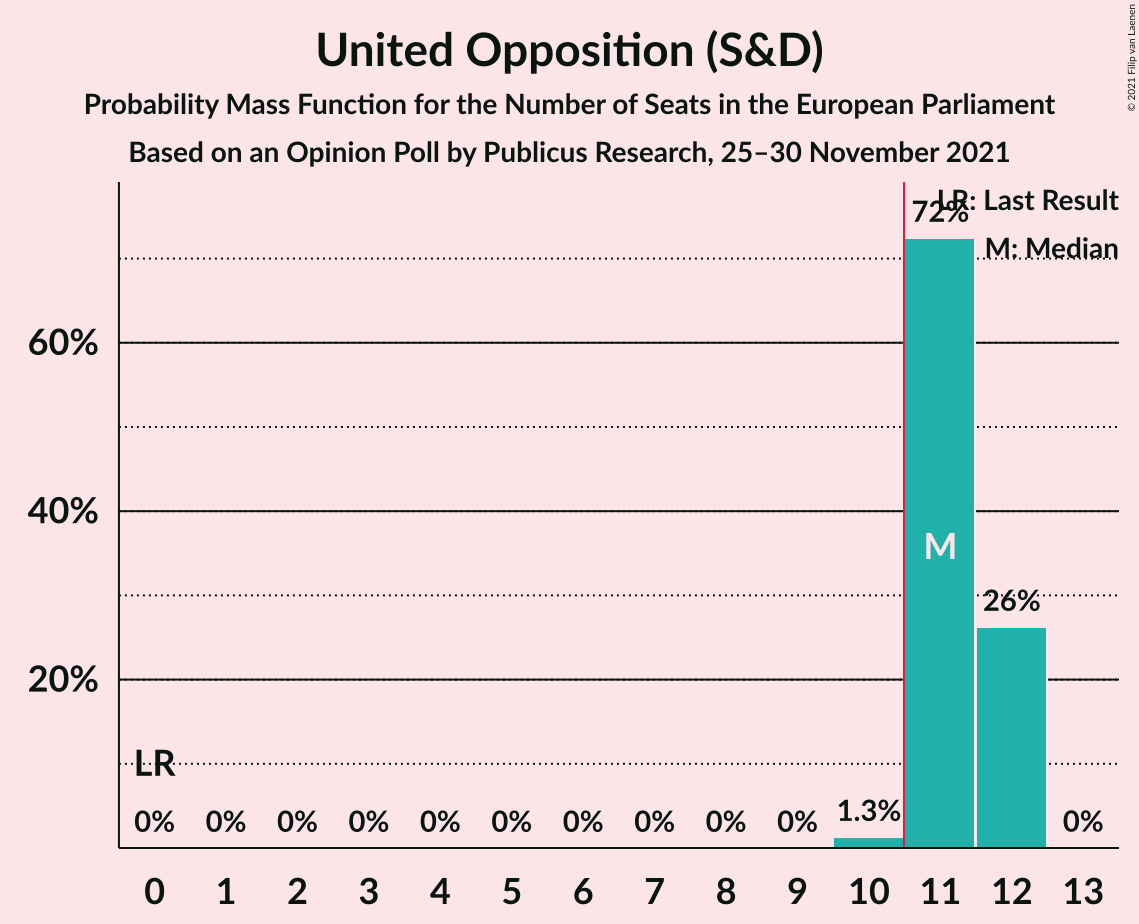 United Opposition (S&D)
Probability Mass Function for the Number of Seats in the European Parliament
Based on an Opinion Poll by Publicus Research, 25–30 November 2021
© 2021 Filip van Laenen
LR: Last Result
M: Median
72%
60%
40%
M
26%
20%
LR
0% 0% 0% 0% 0% 0% 0% 0% 0% 0% 1.3% 0%
0 1 2 3 4 5 6 7 8 9 10 11 12 13